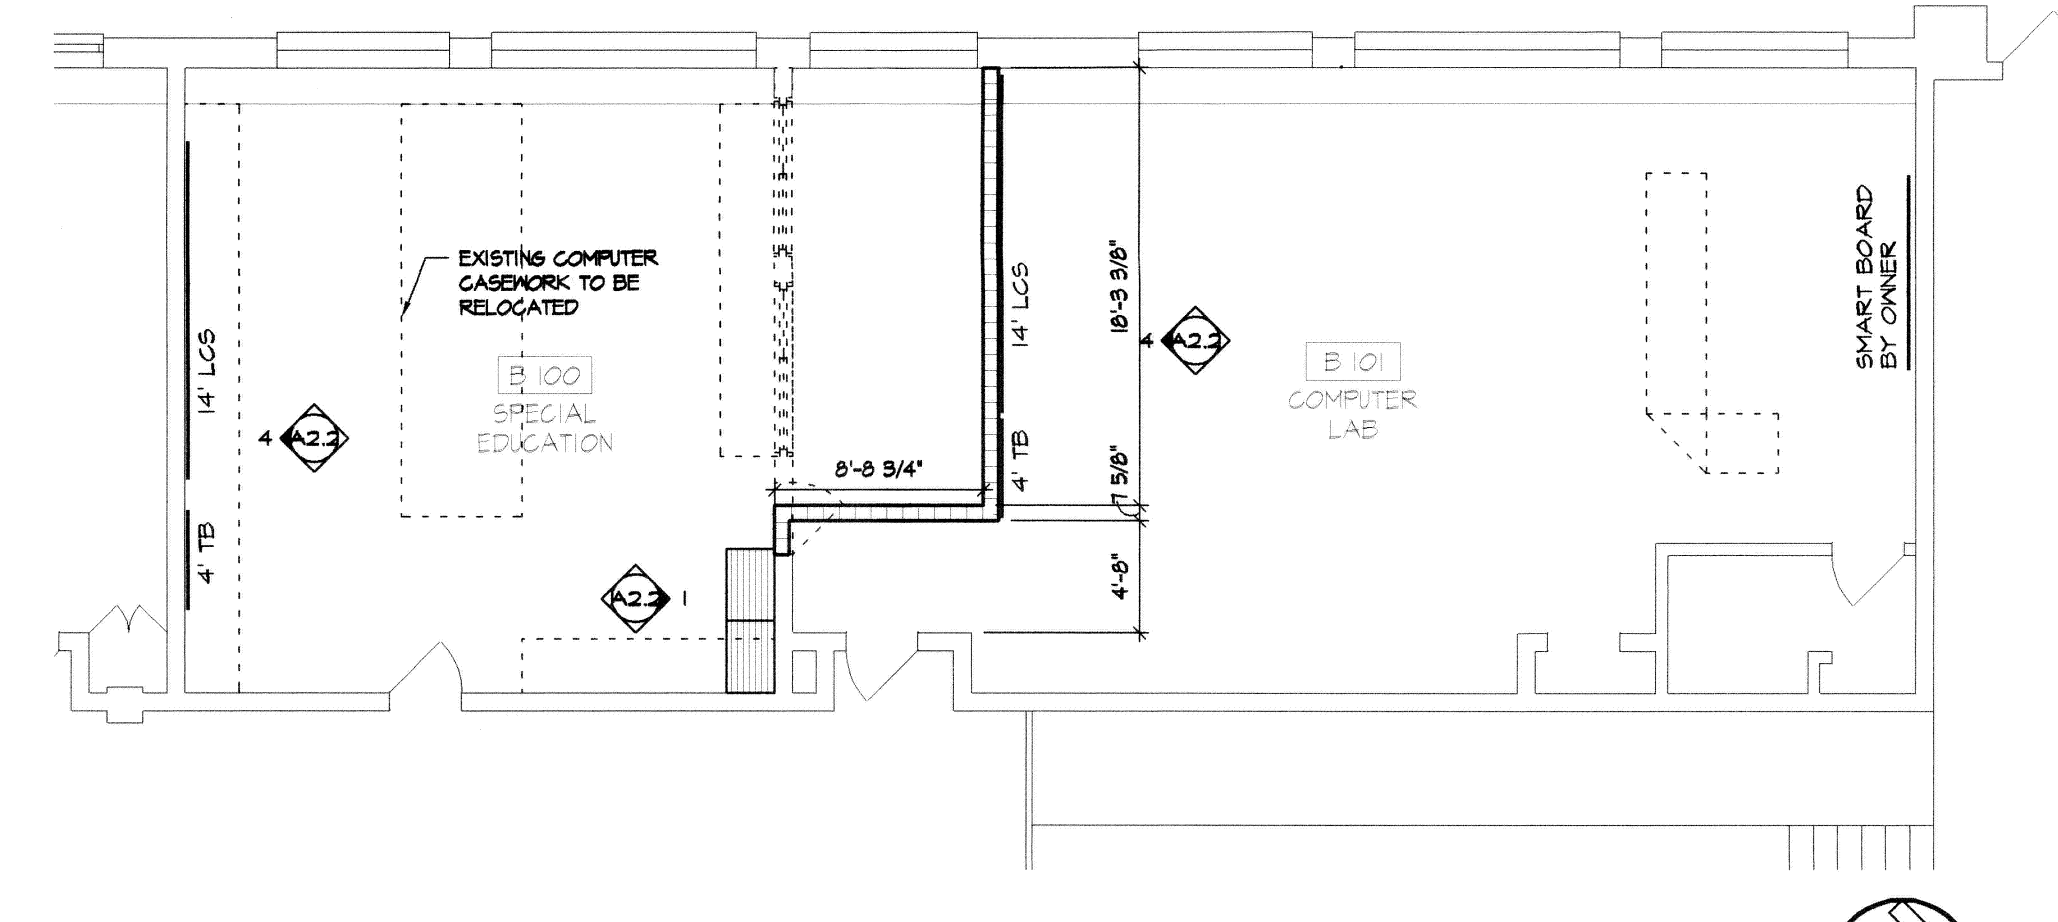 EXISTING COMPUTER
CASEWORK TO BE
RELOCATED
14' LCS
4' TB
4
A2.2
B 100
SPECIAL
EDUCATION
A2.2
1
8'-8 3/4"
14' LCS
4' TB
18'-3 3/8"
7 5/8"
4'-8"
4
A2.2
B 101
COMPUTER
LAB
SMART BOARD
BY OWNER